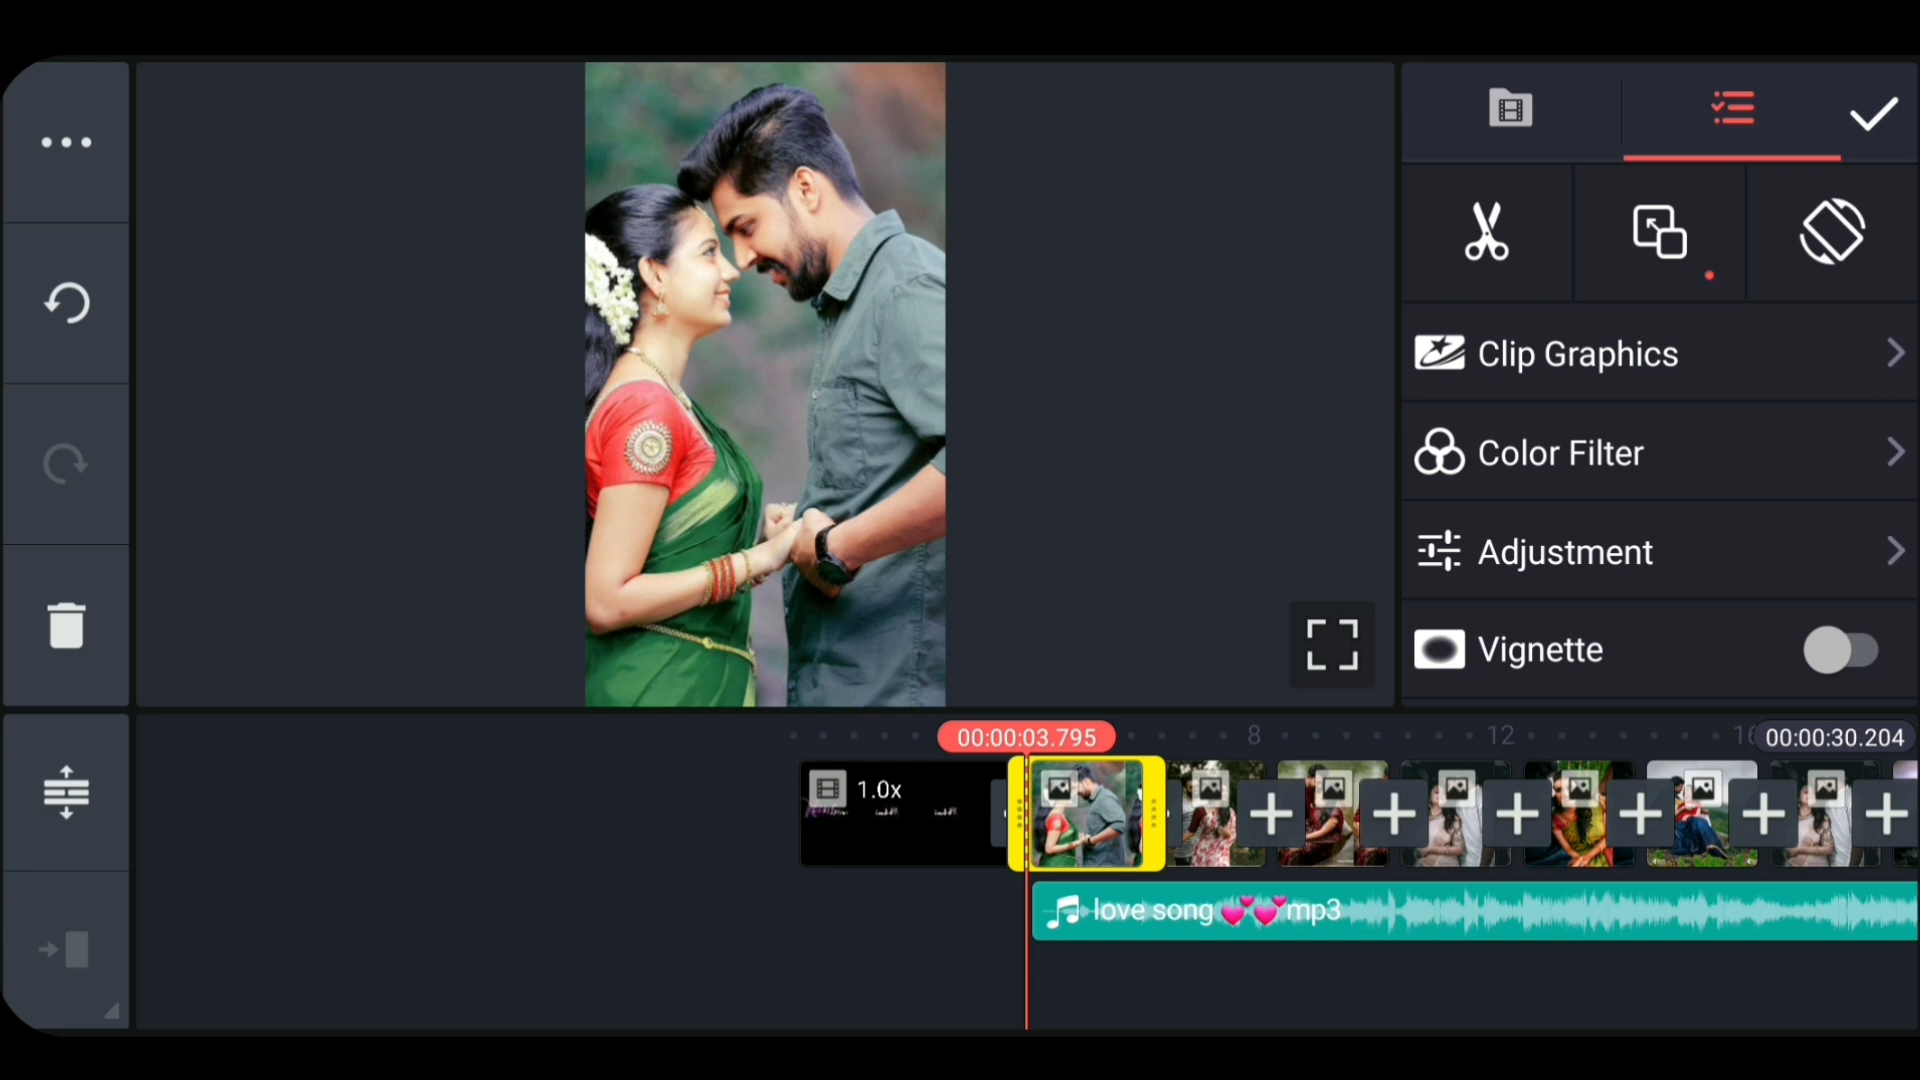 Clip Graphics
Color Filter
Adjustment
Vignette
00:00:03.795
8
12
16
00:00:30.204
1.0x
love song 💕💕mp3